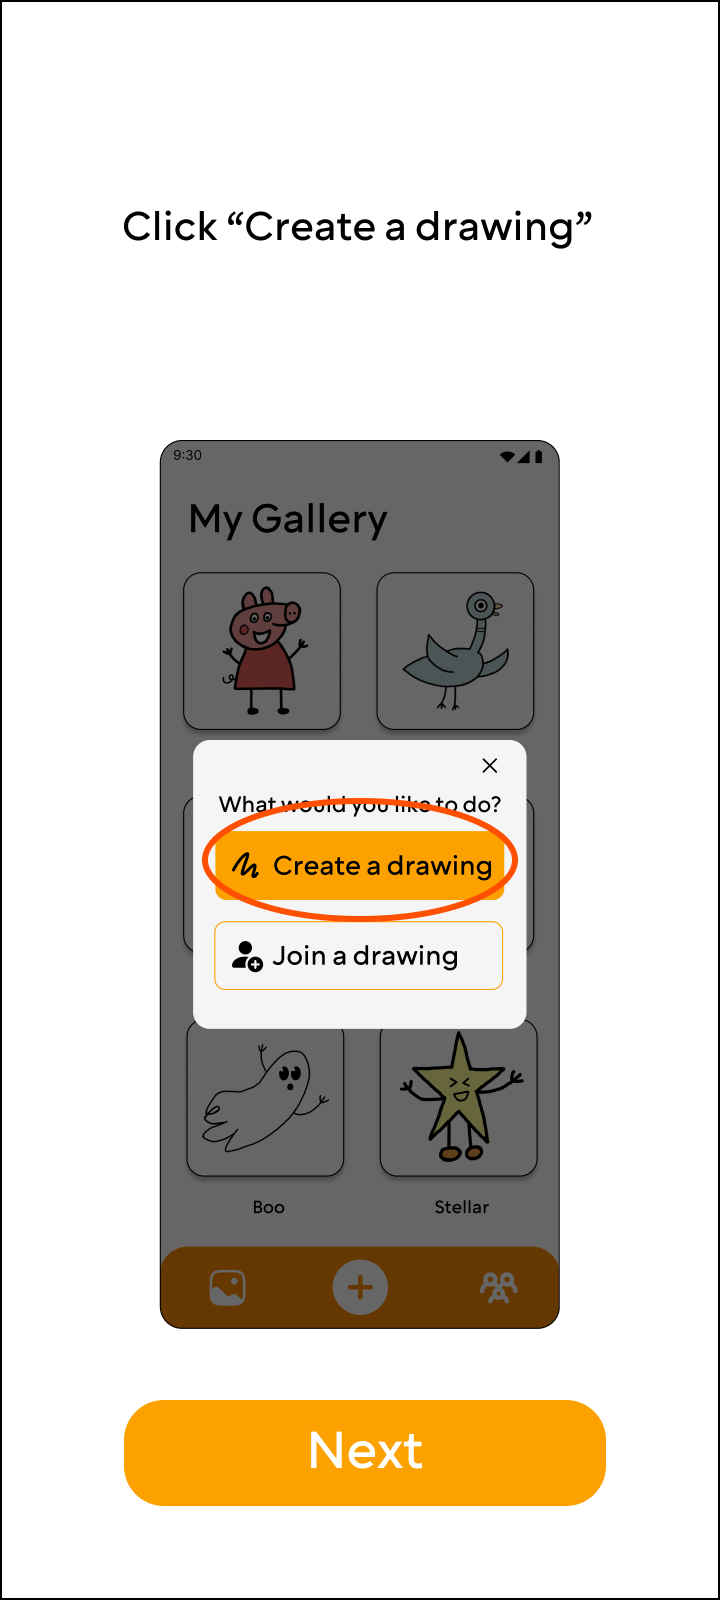 Click “Create a drawing”
9:30
My Gallery
What would you like to do?
Create a drawing
Join a drawing
Boo
Stellar
Next